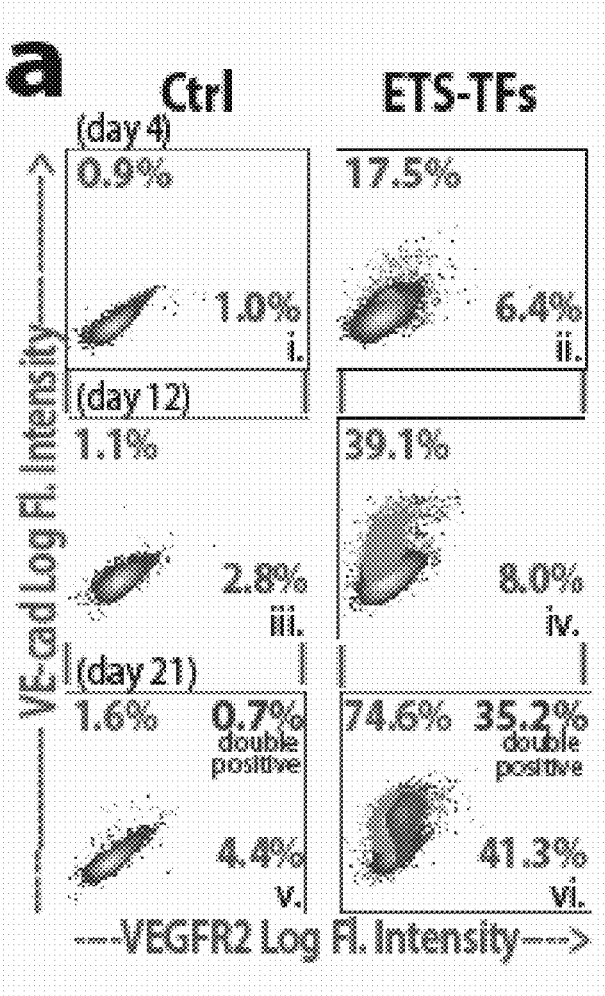 a
Ctrl ETS-TFs
(day 4)
0.9% 17.5%
1.0% 6.4%
i. ii.
(day 12)
1.1% 39.1%
2.8% 8.0%
iii. iv.
(day 21)
1.6% 0.7% 74.6% 35.2%
double double
positive positive
4.4% 41.3%
v. vi.
VE-cad Log Fl. Intensity
VEGFR2 Log Fl. Intensity